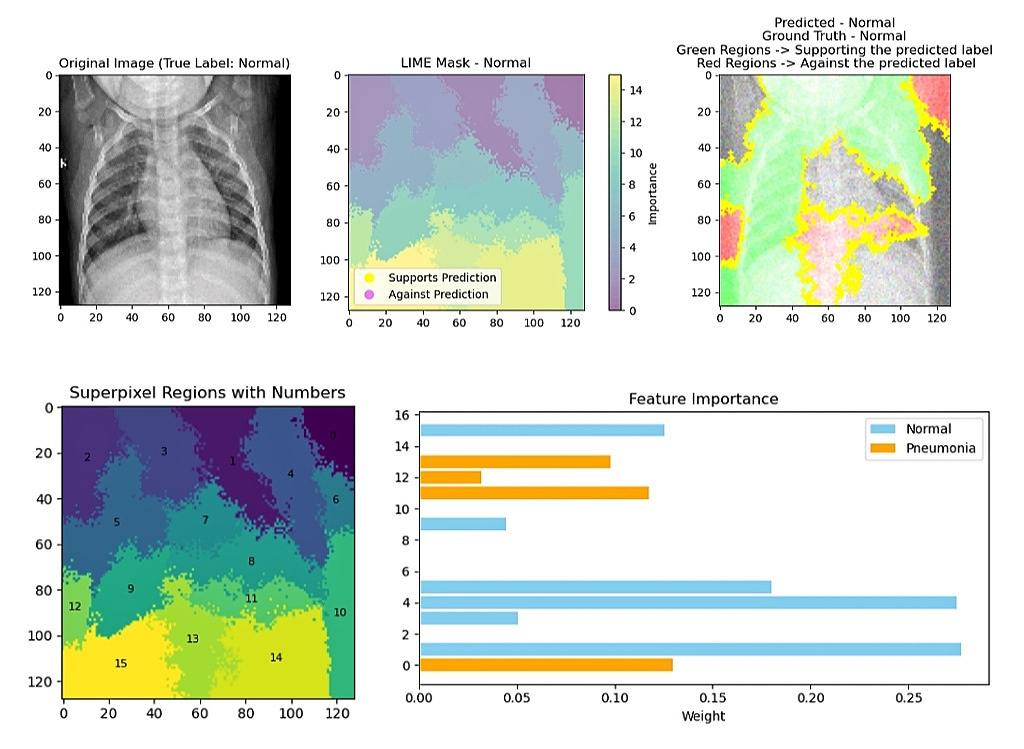 Original Image (True Label: Normal)
0
20
40
60
80
100
120
0 20 40 60 80 100 120
LIME Mask - Normal
0
20
40
60
80
100
120
Supports Prediction
Against Prediction
0 20 40 60 80 100 120
14
12
10
8
6
4
2
0
Importance
Predicted - Normal
Ground Truth - Normal
Green Regions -> Supporting the predicted label
Red Regions -> Against the predicted label
0
20
40
60
80
100
120
0 20 40 60 80 100 120
Superpixel Regions with Numbers
0
20
40
60
80
100
120
0
2 3 1
4
6
5 7
8
9
12 11
10
13
15 14
0 20 40 60 80 100 120
Feature Importance
16
14
12
10
8
6
4
2
0
Normal
Pneumonia
0.00 0.05 0.10 0.15 0.20 0.25
Weight